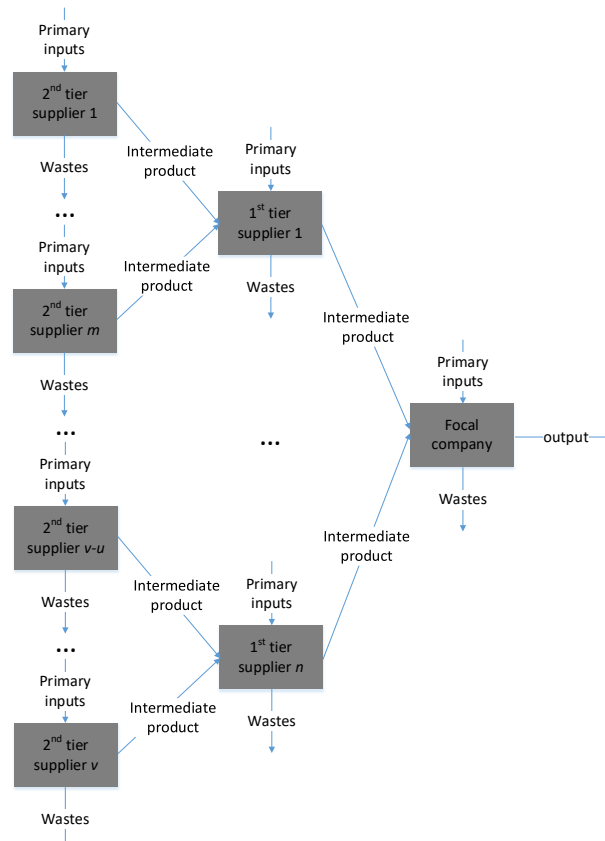 Primary
inputs
2nd tier
supplier 1
Wastes
...
Primary
inputs
2nd tier
supplier m
Wastes
...
Primary
inputs
2nd tier
supplier v-u
Wastes
...
Primary
inputs
2nd tier
supplier v
Wastes
Intermediate
product
Intermediate
product
Intermediate
product
Intermediate
product
Primary
inputs
1st tier
supplier 1
Wastes
...
Primary
inputs
1st tier
supplier n
Wastes
Intermediate
product
Intermediate
product
Primary
inputs
Focal
company
Wastes
output